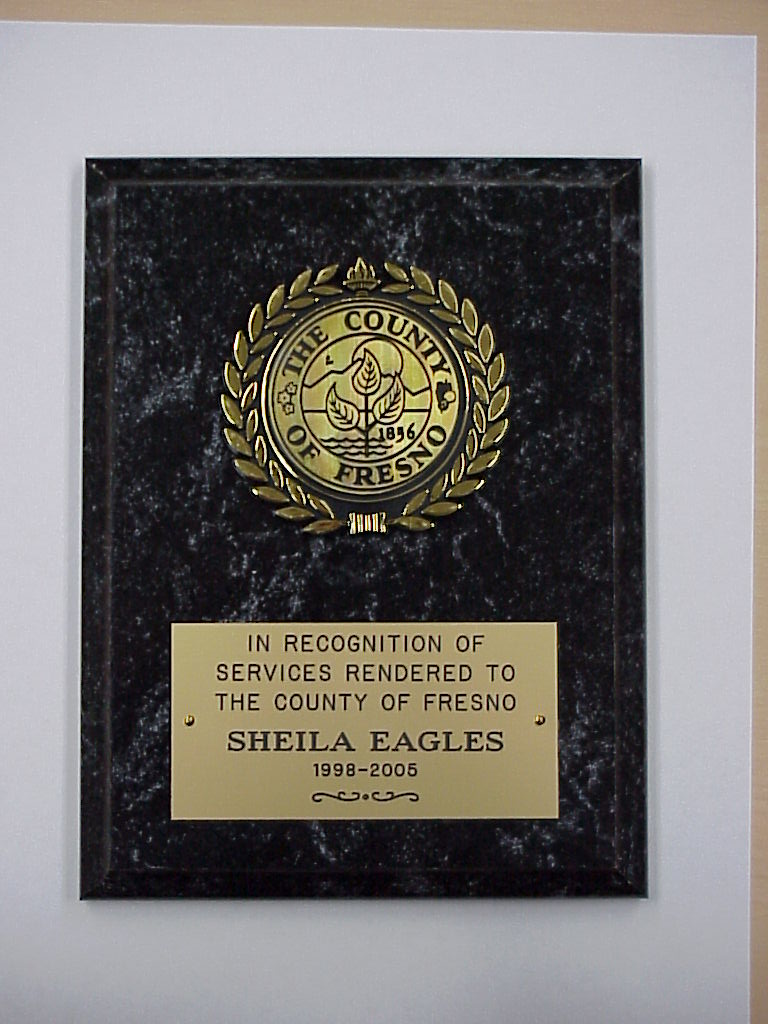 THE COUNTY
OF FRESNO
1856
IN RECOGNITION OF
SERVICES RENDERED TO
THE COUNTY OF FRESNO
SHEILA EAGLES
1998-2005